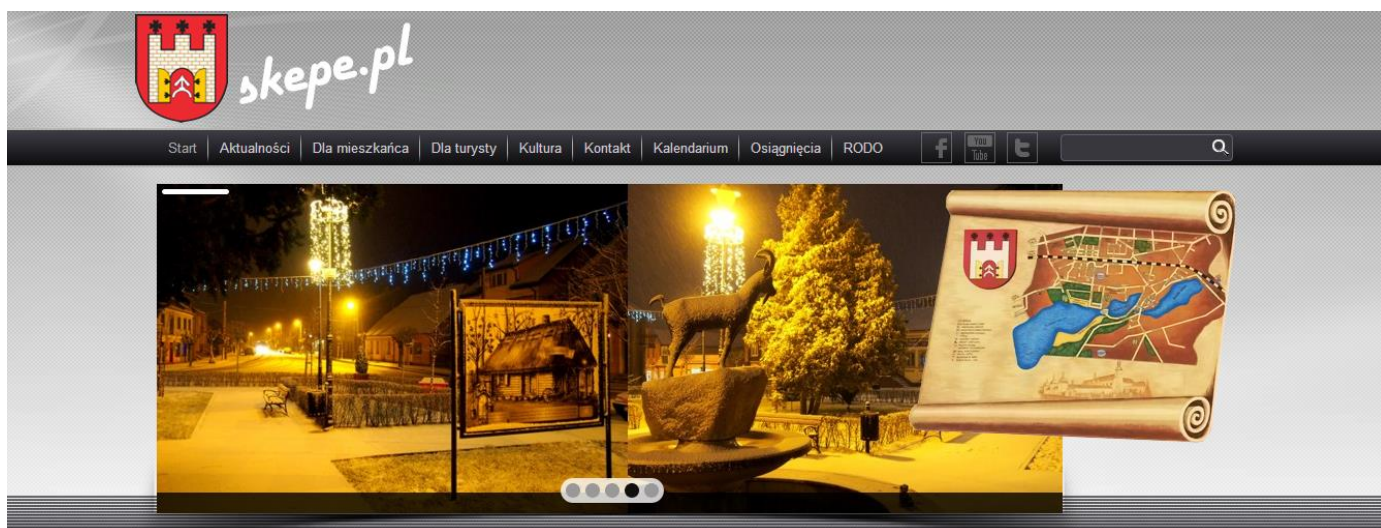 skepe.pl
Start Aktualności Dla mieszkańca Dla turysty Kultura Kontakt Kalendarium Osiągnięcia RODO
You
Tube